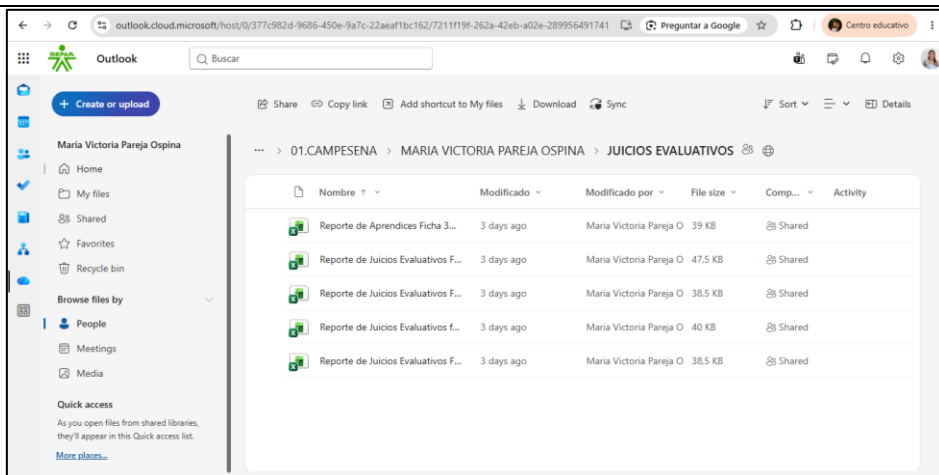 outlook.cloud.microsoft/host/0/377c982d-9686-450e-9a7c-22aeaf1bc162/7211f19f-262a-42eb-a02e-289956491741
Preguntar a Google
Centro educativo
SENA
Outlook
Buscar
Create or upload
Share
Copy link
Add shortcut to My files
Download
Sync
Sort
Details
Maria Victoria Pareja Ospina
Home
My files
Shared
Favorites
Recycle bin
Browse files by
People
Meetings
Media
Quick access
As you open files from shared libraries,
they'll appear in this Quick access list.
More places...
... > 01.CAMPESENA > MARIA VICTORIA PAREJA OSPINA > JUICIOS EVALUATIVOS
Nombre Modificado Modificado por File size Comp... Activity
Reporte de Aprendices Ficha 3... 3 days ago Maria Victoria Pareja O 39 KB Shared
Reporte de Juicios Evaluativos F... 3 days ago Maria Victoria Pareja O 47,5 KB Shared
Reporte de Juicios Evaluativos F... 3 days ago Maria Victoria Pareja O 38,5 KB Shared
Reporte de Juicios Evaluativos f... 3 days ago Maria Victoria Pareja O 40 KB Shared
Reporte de Juicios Evaluativos F... 3 days ago Maria Victoria Pareja O 38,5 KB Shared